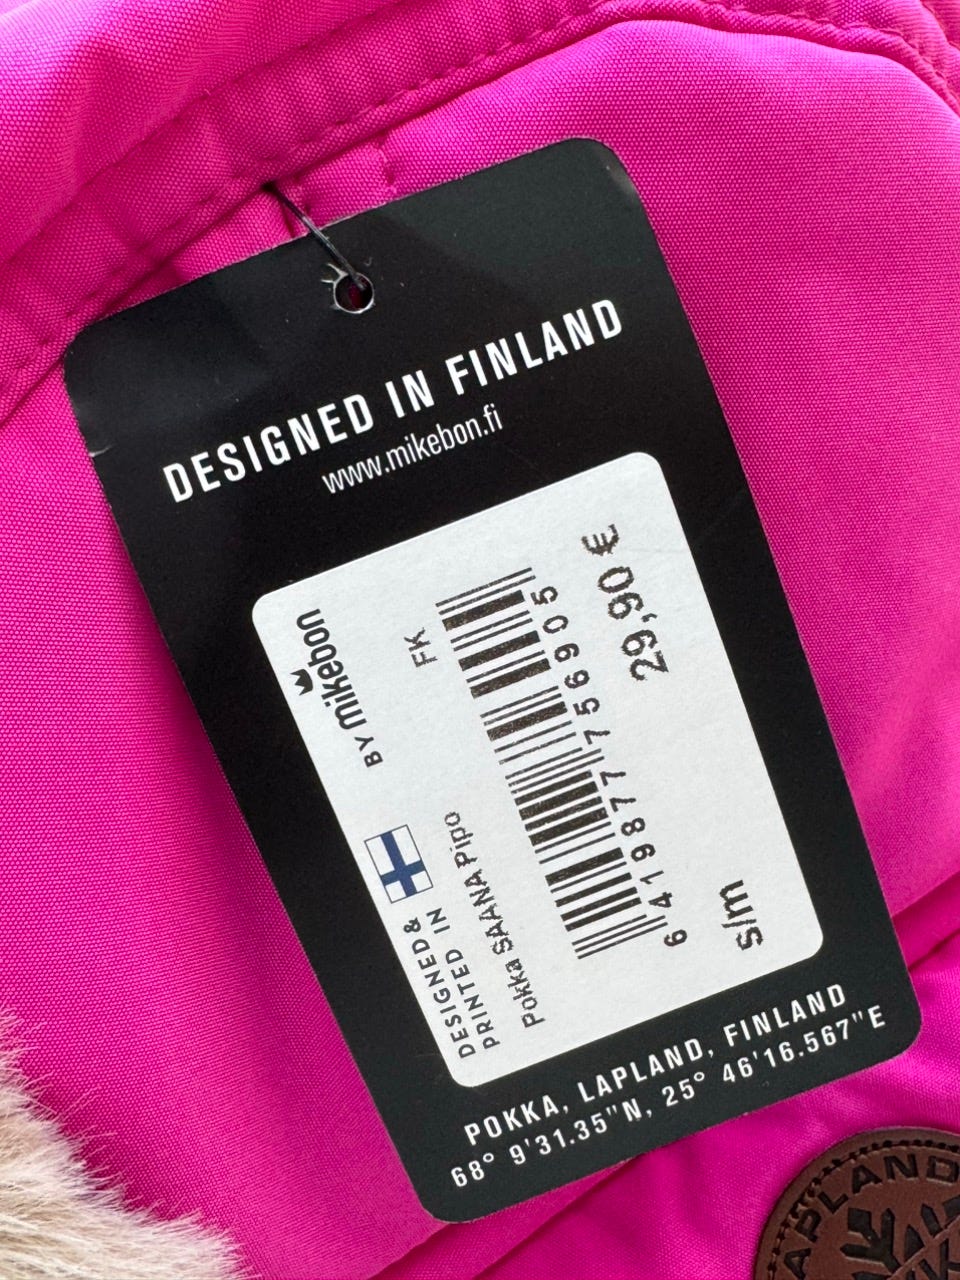 DESIGNED IN FINLAND
www.mikebon.fi
BY mikebon
DESIGNED &
PRINTED IN
Pokka SAANA Pipo
FK
6 419877 756905
29,90 €
s/m
POKKA, LAPLAND, FINLAND
68° 9'31.35"N, 25° 46'16.567"E
LAPLAND